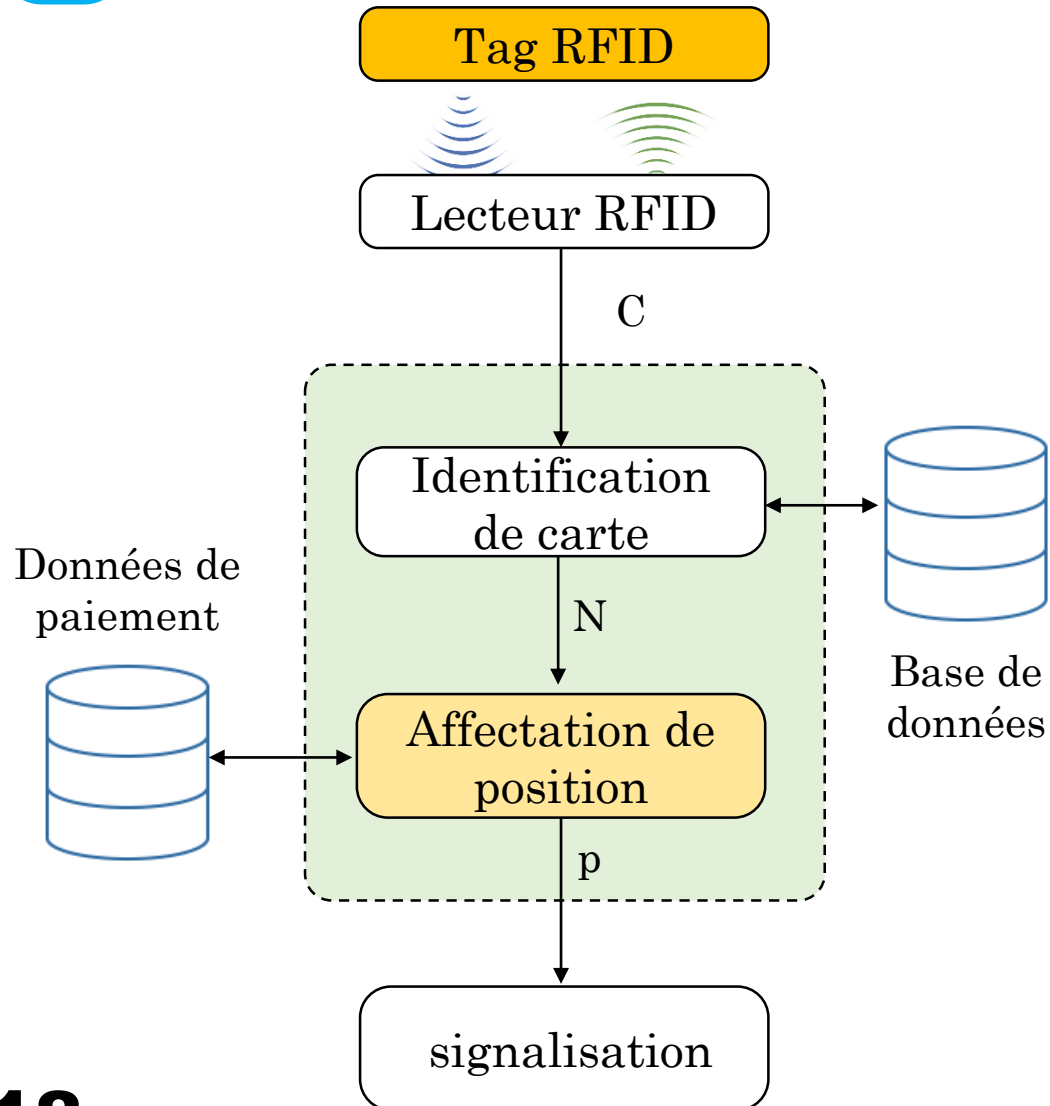 Tag RFID
Lecteur RFID
C
Identification
de carte
Données de
paiement
N
Base de
données
Affectation de
position
p
signalisation